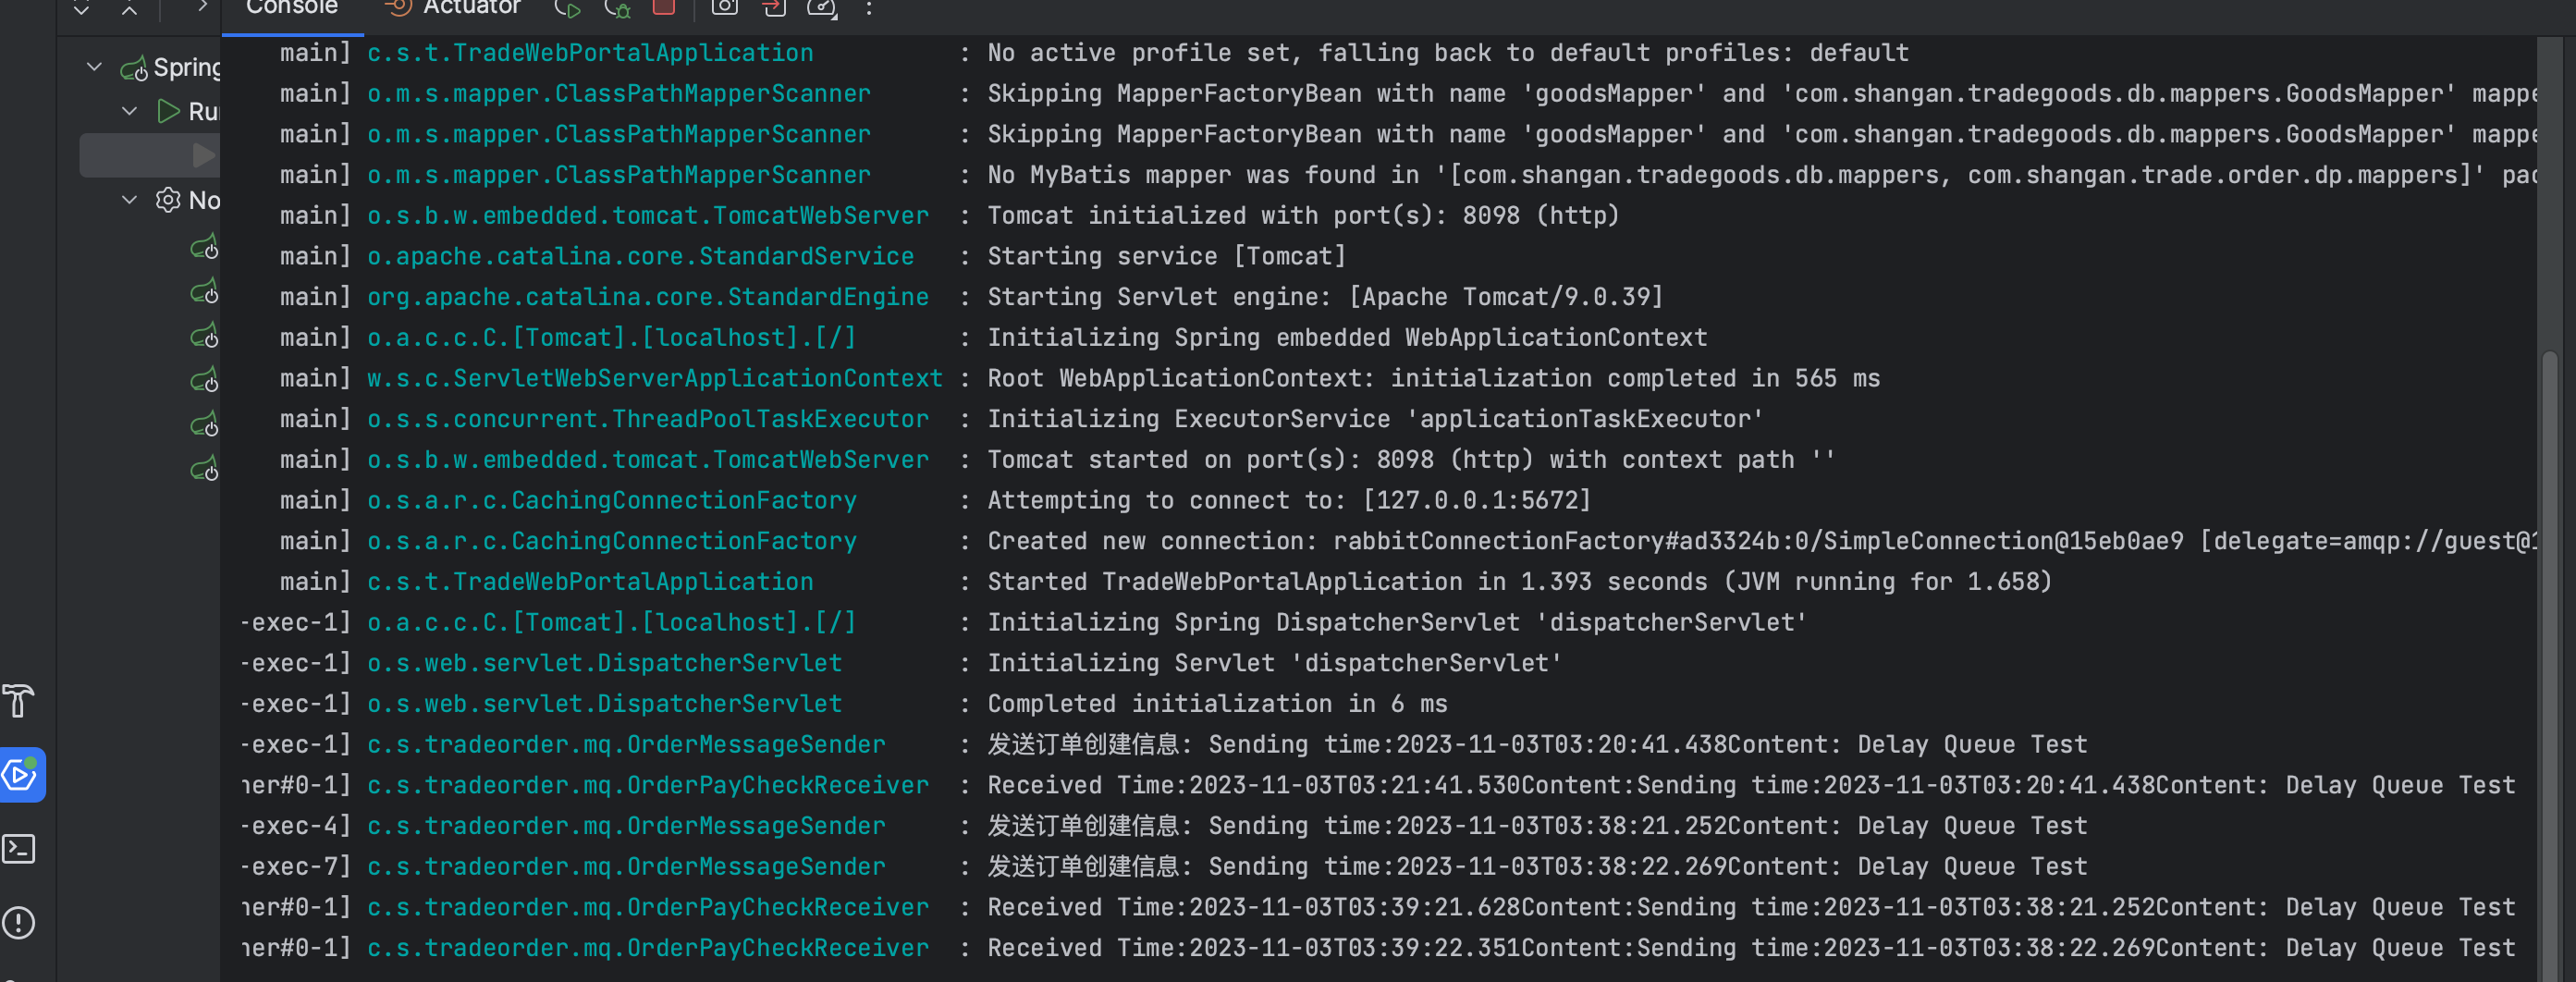 Console
Actuator
Spring
main] c.s.t.TradeWebPortalApplication : No active profile set, falling back to default profiles: default
main] o.m.s.mapper.ClassPathMapperScanner : Skipping MapperFactoryBean with name 'goodsMapper' and 'com.shangan.tradegoods.db.mappers.GoodsMapper' mappe
main] o.m.s.mapper.ClassPathMapperScanner : Skipping MapperFactoryBean with name 'goodsMapper' and 'com.shangan.tradegoods.db.mappers.GoodsMapper' mappe
main] o.m.s.mapper.ClassPathMapperScanner : No MyBatis mapper was found in '[com.shangan.tradegoods.db.mappers, com.shangan.trade.order.dp.mappers]' pac
main] o.s.b.w.embedded.tomcat.TomcatWebServer : Tomcat initialized with port(s): 8098 (http)
main] o.apache.catalina.core.StandardService : Starting service [Tomcat]
main] org.apache.catalina.core.StandardEngine : Starting Servlet engine: [Apache Tomcat/9.0.39]
main] o.a.c.c.C.[Tomcat].[localhost].[/] : Initializing Spring embedded WebApplicationContext
main] w.s.c.ServletWebServerApplicationContext : Root WebApplicationContext: initialization completed in 565 ms
main] o.s.s.concurrent.ThreadPoolTaskExecutor : Initializing ExecutorService 'applicationTaskExecutor'
main] o.s.b.w.embedded.tomcat.TomcatWebServer : Tomcat started on port(s): 8098 (http) with context path ''
main] o.s.a.r.c.CachingConnectionFactory : Attempting to connect to: [127.0.0.1:5672]
main] o.s.a.r.c.CachingConnectionFactory : Created new connection: rabbitConnectionFactory#ad3324b:0/SimpleConnection@15eb0ae9 [delegate=amqp://guest@1
main] c.s.t.TradeWebPortalApplication : Started TradeWebPortalApplication in 1.393 seconds (JVM running for 1.658)
-exec-1] o.a.c.c.C.[Tomcat].[localhost].[/] : Initializing Spring DispatcherServlet 'dispatcherServlet'
-exec-1] o.s.web.servlet.DispatcherServlet : Initializing Servlet 'dispatcherServlet'
-exec-1] o.s.web.servlet.DispatcherServlet : Completed initialization in 6 ms
-exec-1] c.s.tradeorder.mq.OrderMessageSender : 发送订单创建信息: Sending time:2023-11-03T03:20:41.438Content: Delay Queue Test
ner#0-1] c.s.tradeorder.mq.OrderPayCheckReceiver : Received Time:2023-11-03T03:21:41.530Content:Sending time:2023-11-03T03:20:41.438Content: Delay Queue Test
-exec-4] c.s.tradeorder.mq.OrderMessageSender : 发送订单创建信息: Sending time:2023-11-03T03:38:21.252Content: Delay Queue Test
-exec-7] c.s.tradeorder.mq.OrderMessageSender : 发送订单创建信息: Sending time:2023-11-03T03:38:22.269Content: Delay Queue Test
ner#0-1] c.s.tradeorder.mq.OrderPayCheckReceiver : Received Time:2023-11-03T03:39:21.628Content:Sending time:2023-11-03T03:38:21.252Content: Delay Queue Test
ner#0-1] c.s.tradeorder.mq.OrderPayCheckReceiver : Received Time:2023-11-03T03:39:22.351Content:Sending time:2023-11-03T03:38:22.269Content: Delay Queue Test